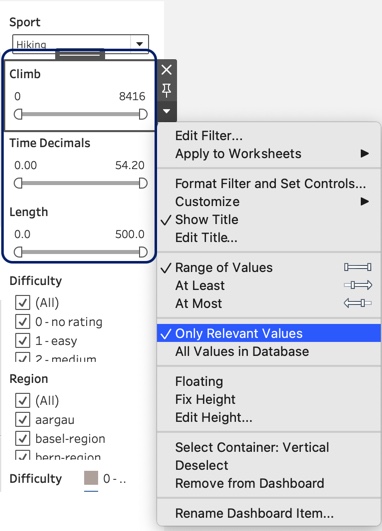 Sport
Hiking
Climb
0 8416
Time Decimals
0.00 54.20
Length
0.0 500.0
Difficulty
(All)
0 - no rating
1 - easy
2 - medium
Region
(All)
aargau
basel-region
bern-region
Difficulty 0 - ..
Edit Filter...
Apply to Worksheets
Format Filter and Set Controls...
Customize
Show Title
Edit Title...
Range of Values
At Least
At Most
Only Relevant Values
All Values in Database
Floating
Fix Height
Edit Height...
Select Container: Vertical
Deselect
Remove from Dashboard
Rename Dashboard Item...